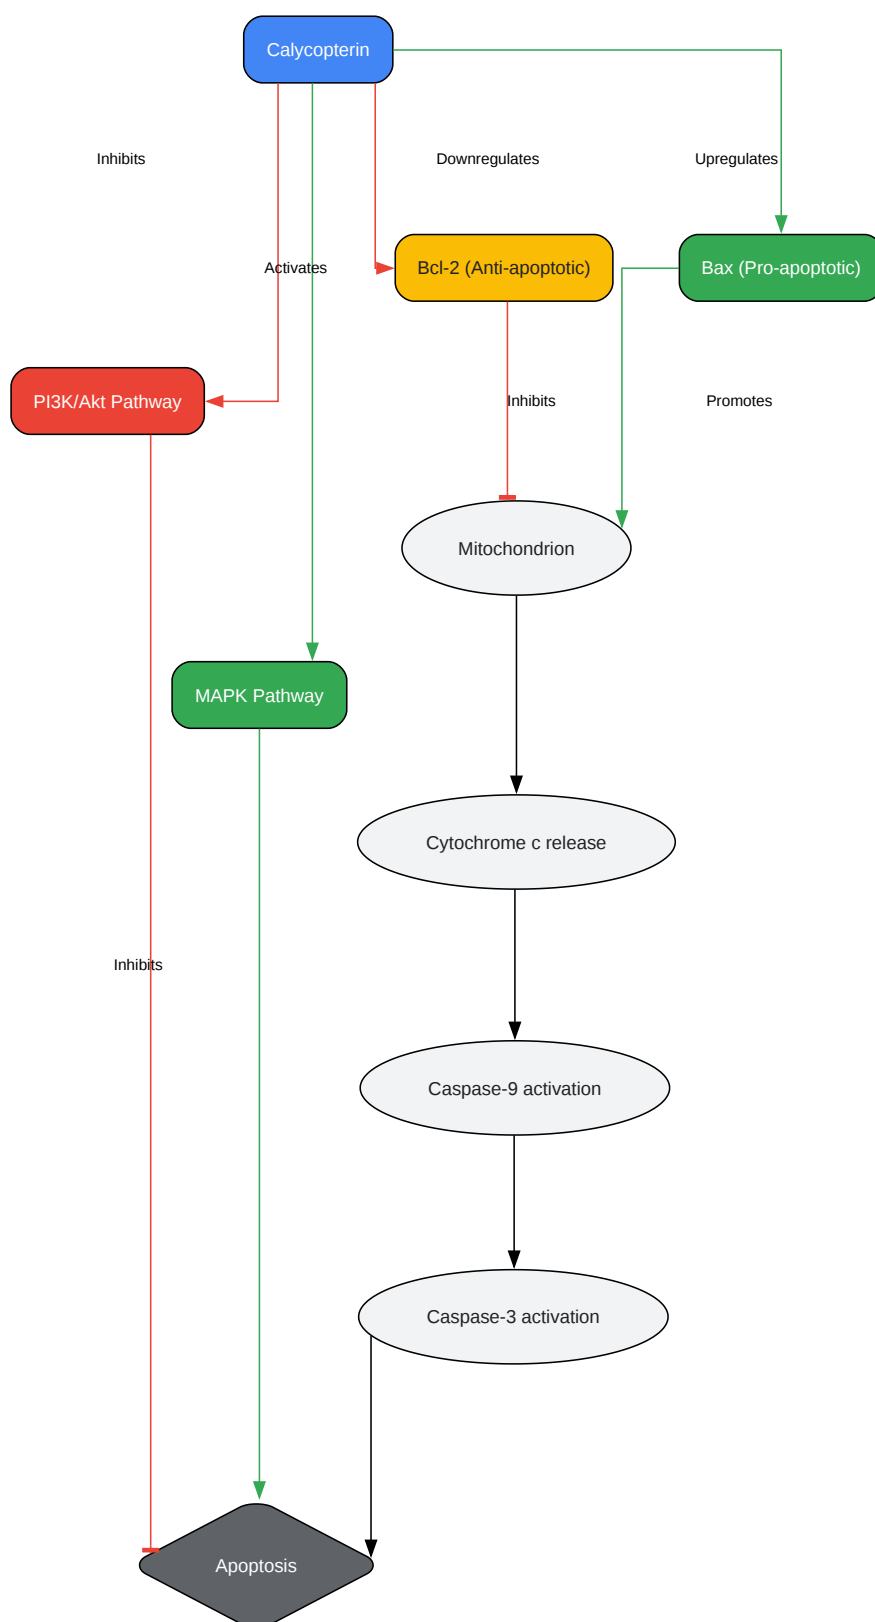 Calycopterin
Inhibits
Downregulates
Upregulates
Activates
Bcl-2 (Anti-apoptotic)
Bax (Pro-apoptotic)
PI3K/Akt Pathway
Inhibits
Promotes
Mitochondrion
MAPK Pathway
Cytochrome c release
Inhibits
Caspase-9 activation
Caspase-3 activation
Apoptosis